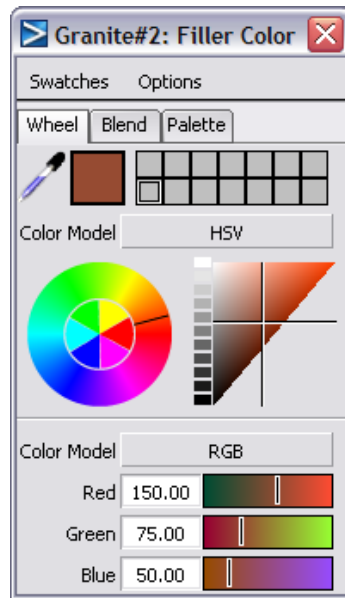 Granite#2: Filler Color
Swatches Options
Wheel Blend Palette
Color Model HSV
Color Model RGB
Red 150.00
Green 75.00
Blue 50.00